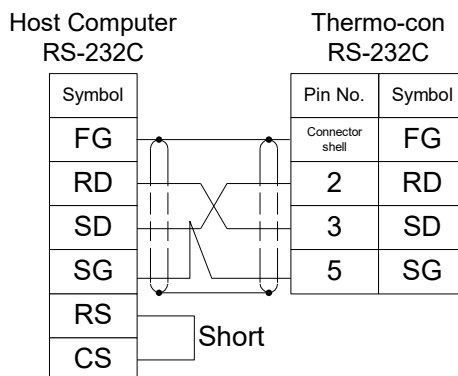 Host Computer
RS-232C
Thermo-con
RS-232C
Symbol
Pin No. Symbol
FG
Connector
shell
FG
RD
2 RD
SD
3 SD
SG
5 SG
RS
Short
CS